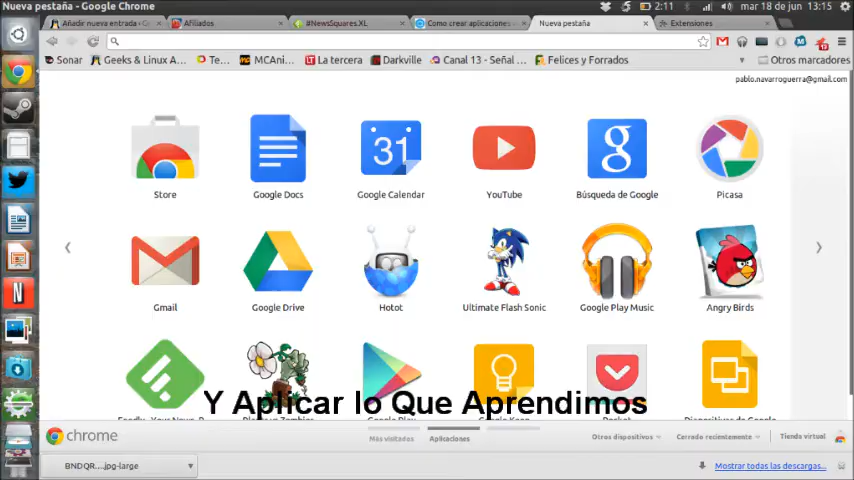 Nueva pestaña - Google Chrome
2:11
mar 18 de jun 13:15
Añadir nueva entrada ‹
Afiliados
#NewsSquares.XL
Como crear aplicaciones
Nueva pestaña
Extensiones
Sonar
Geeks & Linux A...
Te...
MCAni...
La tercera
Darkville
Canal 13 - Señal ...
Felices y Forrados
Otros marcadores
pablo.navarroguerra@gmail.com
31
g
Store
Google Docs
Google Calendar
YouTube
Búsqueda de Google
Picasa
Gmail
Google Drive
Hotot
Ultimate Flash Sonic
Google Play Music
Angry Birds
Y Aplicar lo Que Aprendimos
chrome
Más visitados
Aplicaciones
Otros dispositivos
Cerrado recientemente
Tienda virtual
BNDQR....jpg-large
Mostrar todas las descargas...